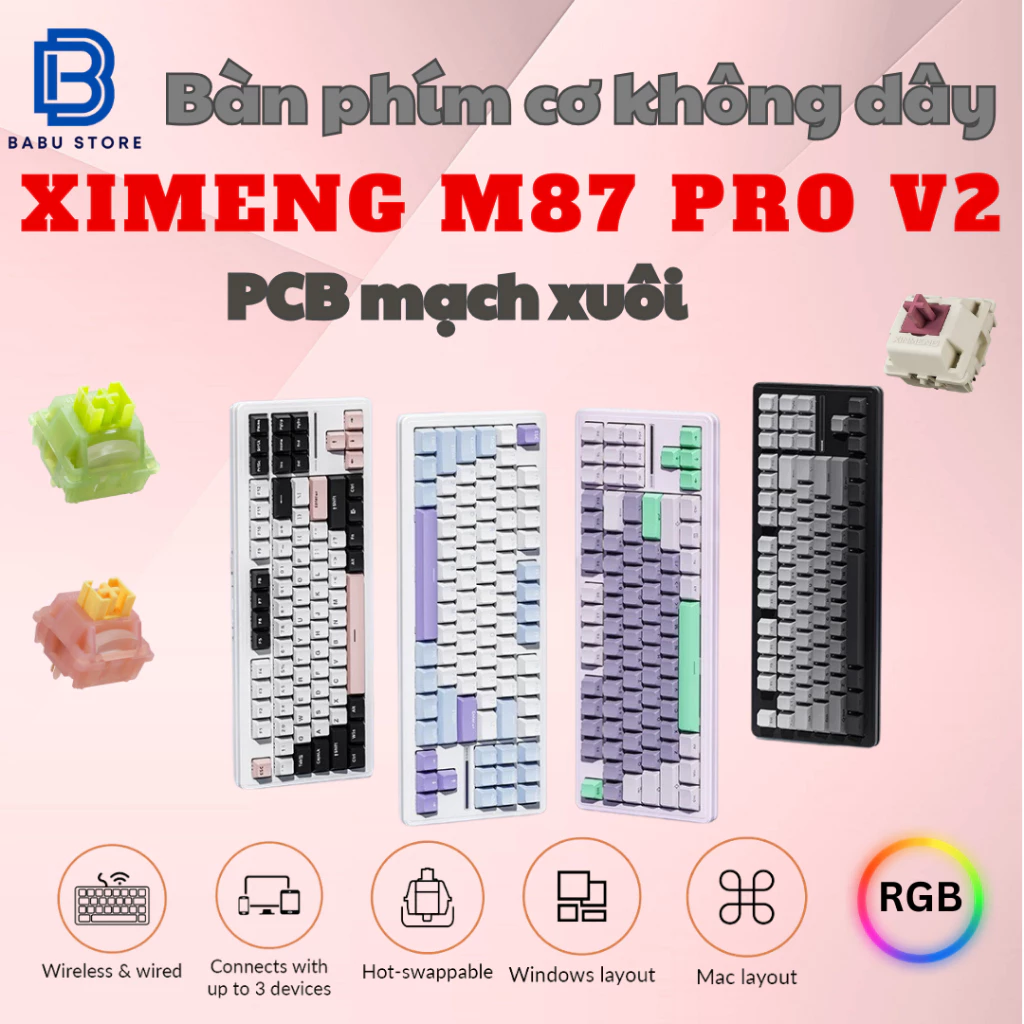 BABU STORE
Bàn phím cơ không dây
XIMENG M87 PRO V2
PCB mạch xuôi
Wireless & wired
Connects with
up to 3 devices
Hot-swappable
Windows layout
Mac layout
RGB